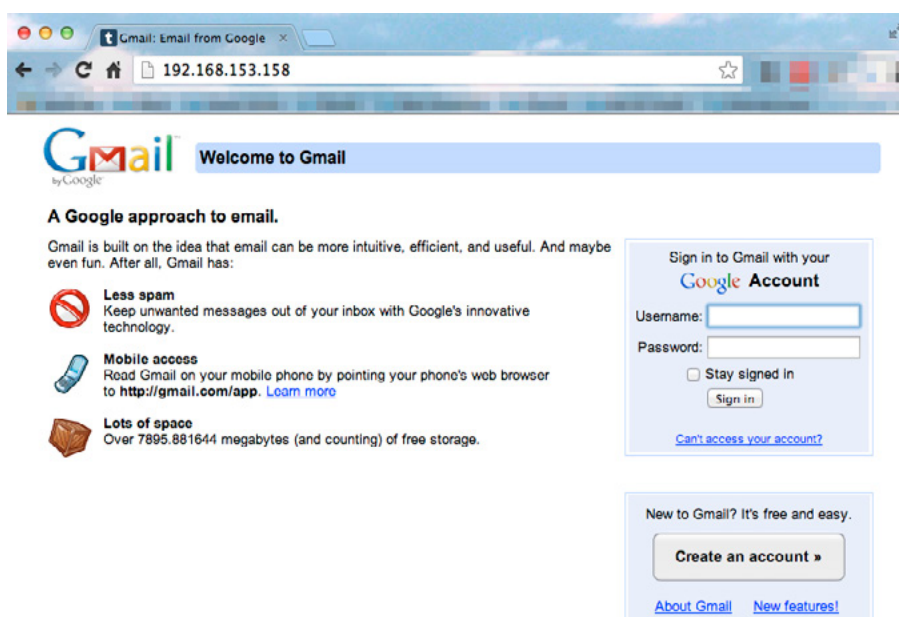 Gmail: Email from Google
192.168.153.158
Gmail
by Google
Welcome to Gmail
A Google approach to email.
Gmail is built on the idea that email can be more intuitive, efficient, and useful. And maybe
even fun. After all, Gmail has:
Less spam
Keep unwanted messages out of your inbox with Google's innovative
technology.
Mobile access
Read Gmail on your mobile phone by pointing your phone's web browser
to http://gmail.com/app. Learn more
Lots of space
Over 7895.881644 megabytes (and counting) of free storage.
Sign in to Gmail with your
Google Account
Username:
Password:
Stay signed in
Sign in
Can't access your account?
New to Gmail? It's free and easy.
Create an account »
About Gmail New features!